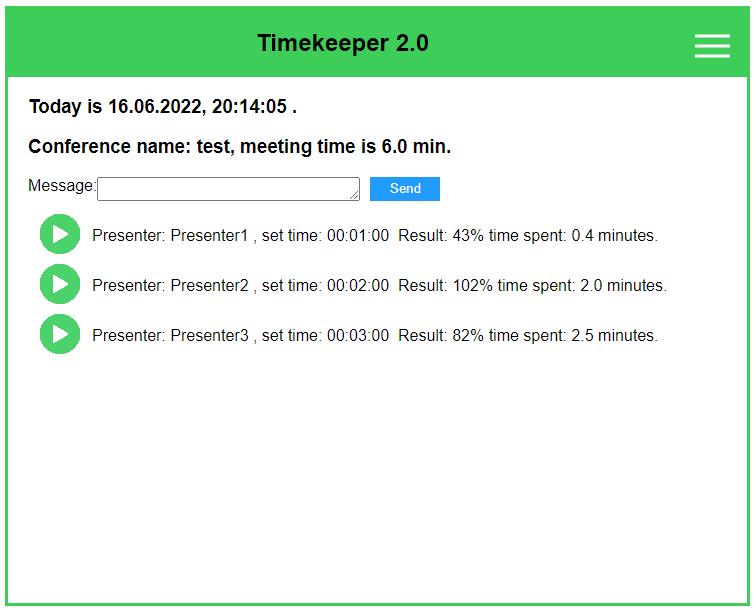 Timekeeper 2.0
Today is 16.06.2022, 20:14:05 .
Conference name: test, meeting time is 6.0 min.
Message: Send
Presenter: Presenter1 , set time: 00:01:00 Result: 43% time spent: 0.4 minutes.
Presenter: Presenter2 , set time: 00:02:00 Result: 102% time spent: 2.0 minutes.
Presenter: Presenter3 , set time: 00:03:00 Result: 82% time spent: 2.5 minutes.